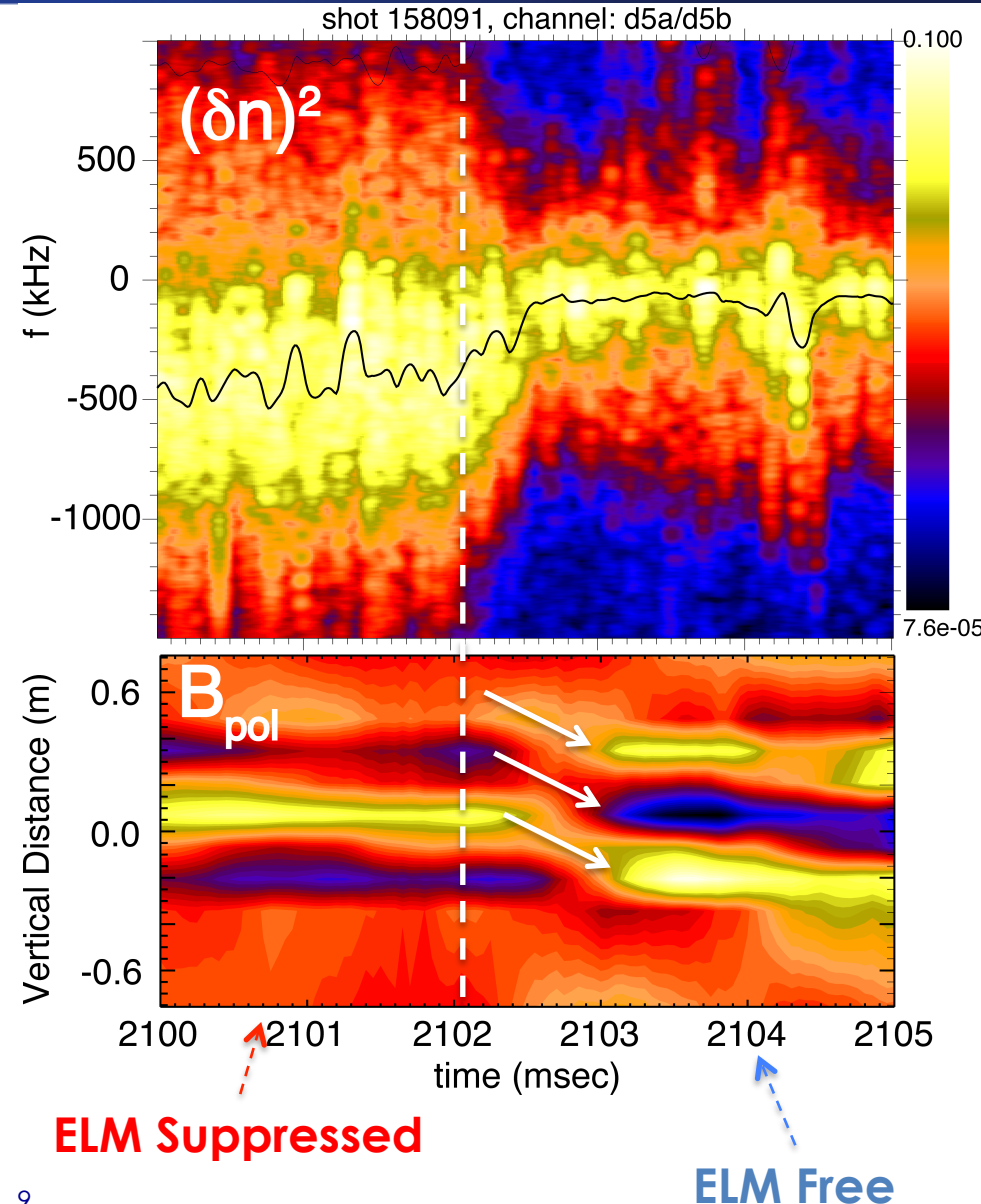 shot 158091, channel: d5a/d5b
0.100
(δn)²
500
0
-500
-1000
f (kHz)
7.6e-05
B_pol
0.6
0.0
-0.6
Vertical Distance (m)
2100 2101 2102 2103 2104 2105
time (msec)
ELM Suppressed
ELM Free
9